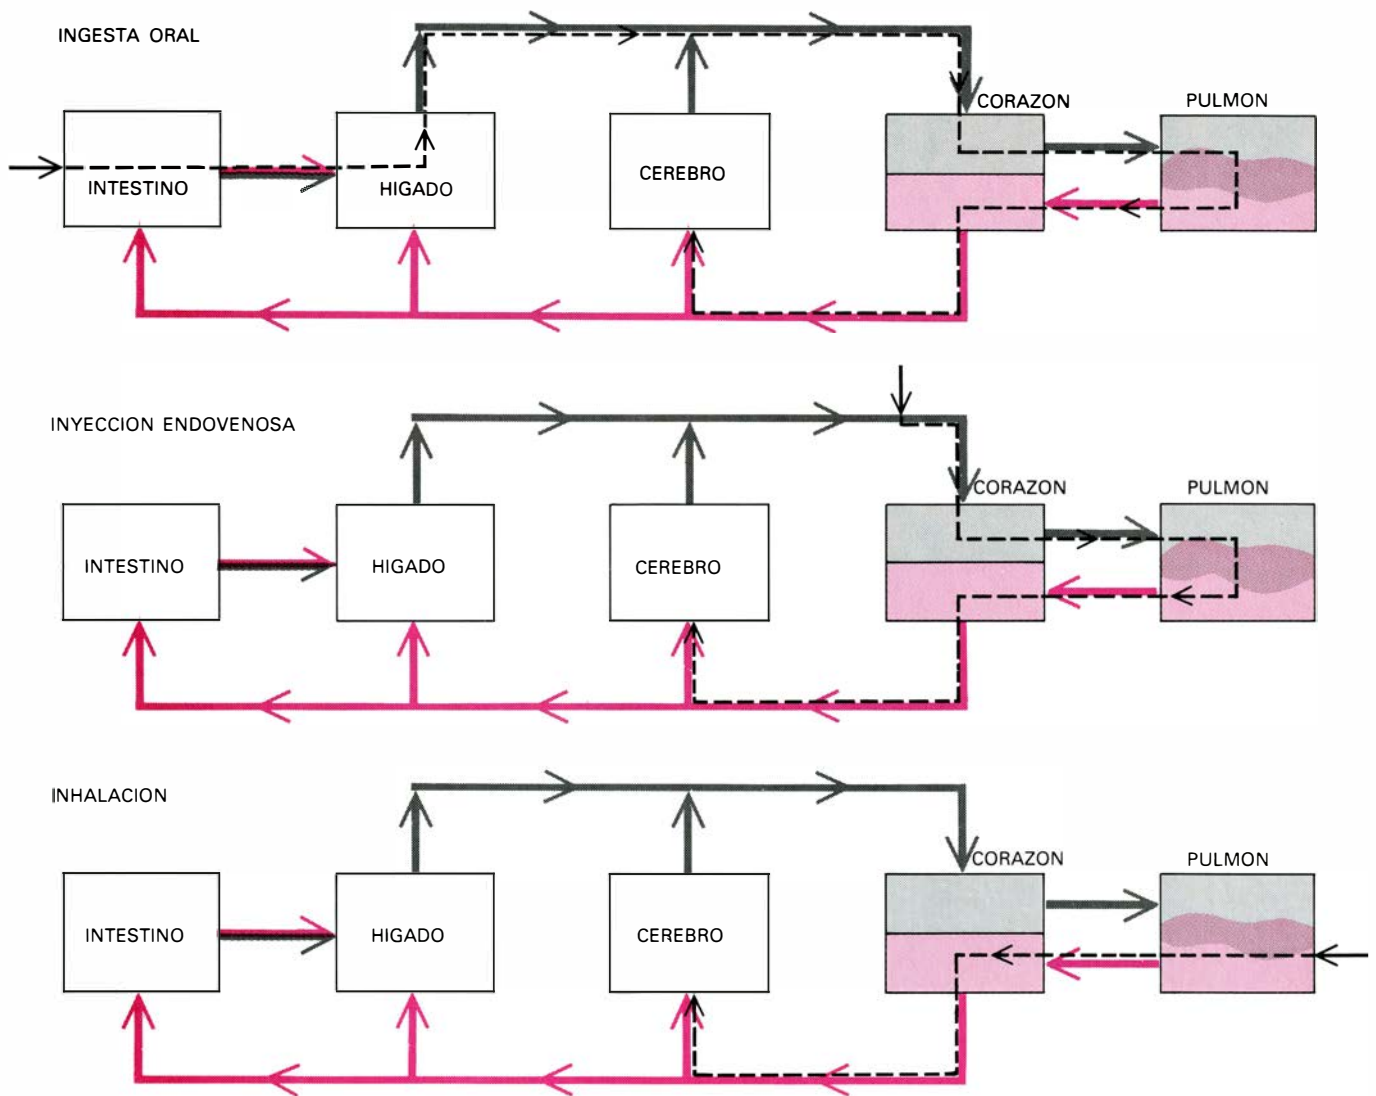 INGESTA ORAL
CORAZON
PULMON
INTESTINO
HIGADO
CEREBRO
INYECCION ENDOVENOSA
CORAZON
PULMON
INTESTINO
HIGADO
CEREBRO
INHALACION
CORAZON
PULMON
INTESTINO
HIGADO
CEREBRO